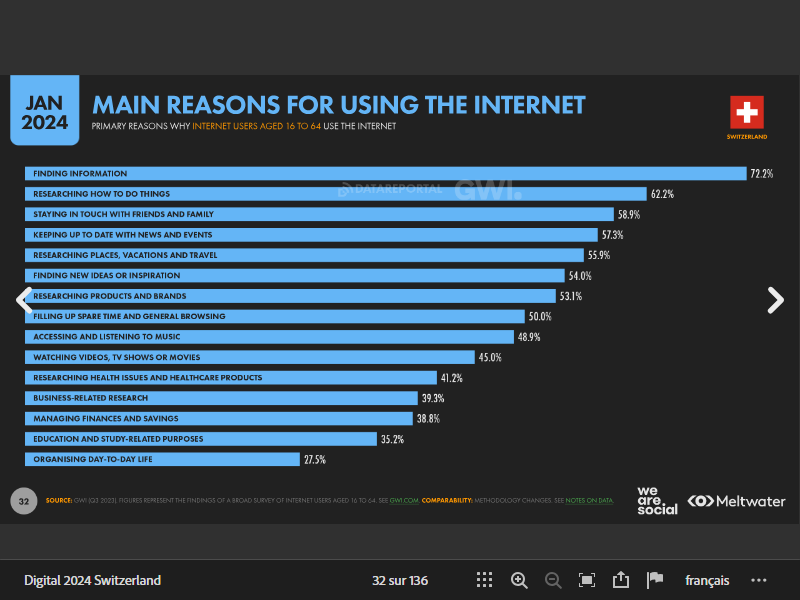 JAN
2024
MAIN REASONS FOR USING THE INTERNET
PRIMARY REASONS WHY INTERNET USERS AGED 16 TO 64 USE THE INTERNET
SWITZERLAND
FINDING INFORMATION 72.2%
DATAREPORTAL GWI.
RESEARCHING HOW TO DO THINGS 62.2%
STAYING IN TOUCH WITH FRIENDS AND FAMILY 58.9%
KEEPING UP TO DATE WITH NEWS AND EVENTS 57.3%
RESEARCHING PLACES, VACATIONS AND TRAVEL 55.9%
FINDING NEW IDEAS OR INSPIRATION 54.0%
RESEARCHING PRODUCTS AND BRANDS 53.1%
FILLING UP SPARE TIME AND GENERAL BROWSING 50.0%
ACCESSING AND LISTENING TO MUSIC 48.9%
WATCHING VIDEOS, TV SHOWS OR MOVIES 45.0%
RESEARCHING HEALTH ISSUES AND HEALTHCARE PRODUCTS 41.2%
BUSINESS-RELATED RESEARCH 39.3%
MANAGING FINANCES AND SAVINGS 38.8%
EDUCATION AND STUDY-RELATED PURPOSES 35.2%
ORGANISING DAY-TO-DAY LIFE 27.5%
32
SOURCE: GWI (Q3 2023). FIGURES REPRESENT THE FINDINGS OF A BROAD SURVEY OF INTERNET USERS AGED 16 TO 64. SEE GWI.COM. COMPARABILITY: METHODOLOGY CHANGES. SEE NOTES ON DATA.
we
are.
social
Meltwater
Digital 2024 Switzerland
32 sur 136
français